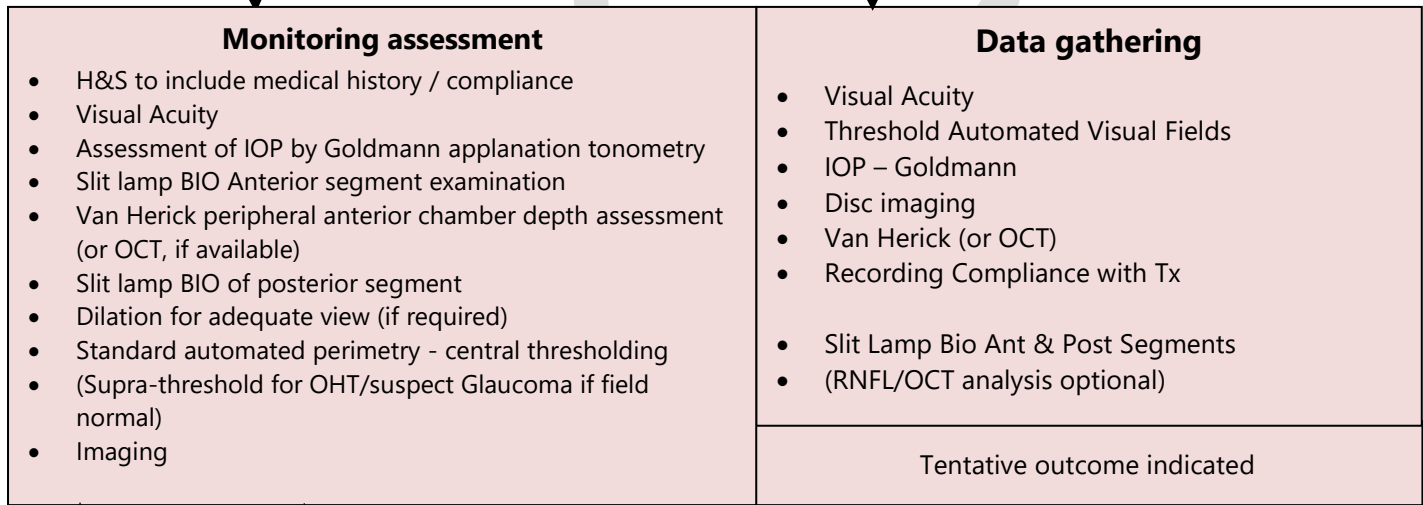 Monitoring assessment
• H&S to include medical history / compliance
• Visual Acuity
• Assessment of IOP by Goldmann applanation tonometry
• Slit lamp BIO Anterior segment examination
• Van Herick peripheral anterior chamber depth assessment
(or OCT, if available)
• Slit lamp BIO of posterior segment
• Dilation for adequate view (if required)
• Standard automated perimetry - central thresholding
• (Supra-threshold for OHT/suspect Glaucoma if field
normal)
• Imaging
Data gathering
• Visual Acuity
• Threshold Automated Visual Fields
• IOP – Goldmann
• Disc imaging
• Van Herick (or OCT)
• Recording Compliance with Tx
• Slit Lamp Bio Ant & Post Segments
• (RNFL/OCT analysis optional)
Tentative outcome indicated